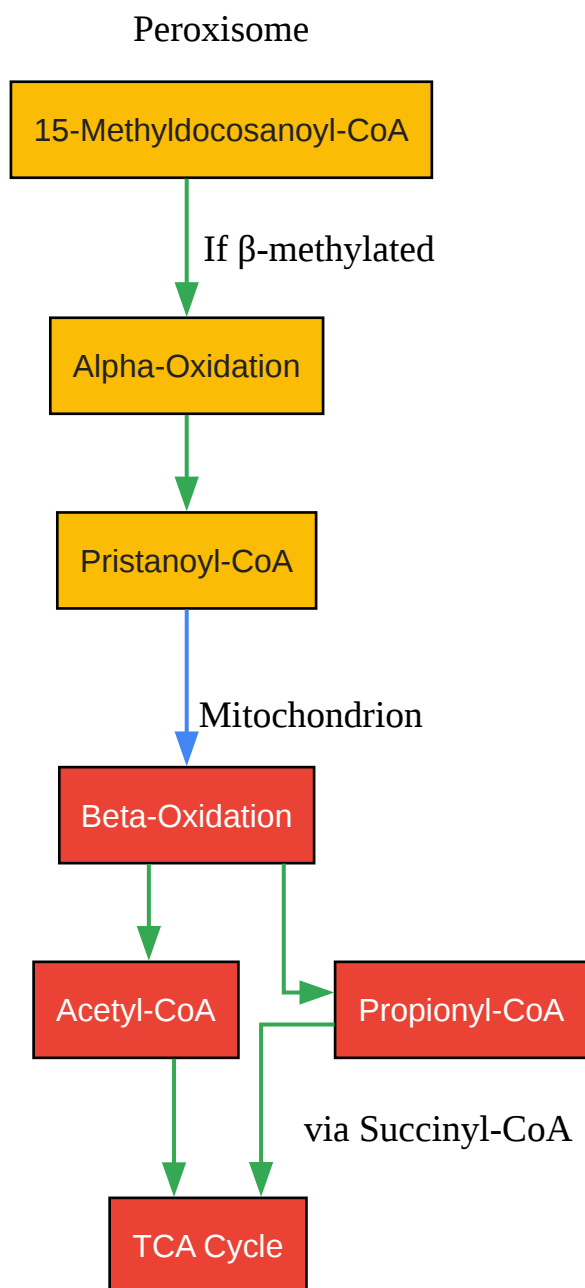 Peroxisome
15-Methyldocosanoyl-CoA
If β-methylated
Alpha-Oxidation
Pristanoyl-CoA
Mitochondrion
Beta-Oxidation
Acetyl-CoA
Propionyl-CoA
via Succinyl-CoA
TCA Cycle